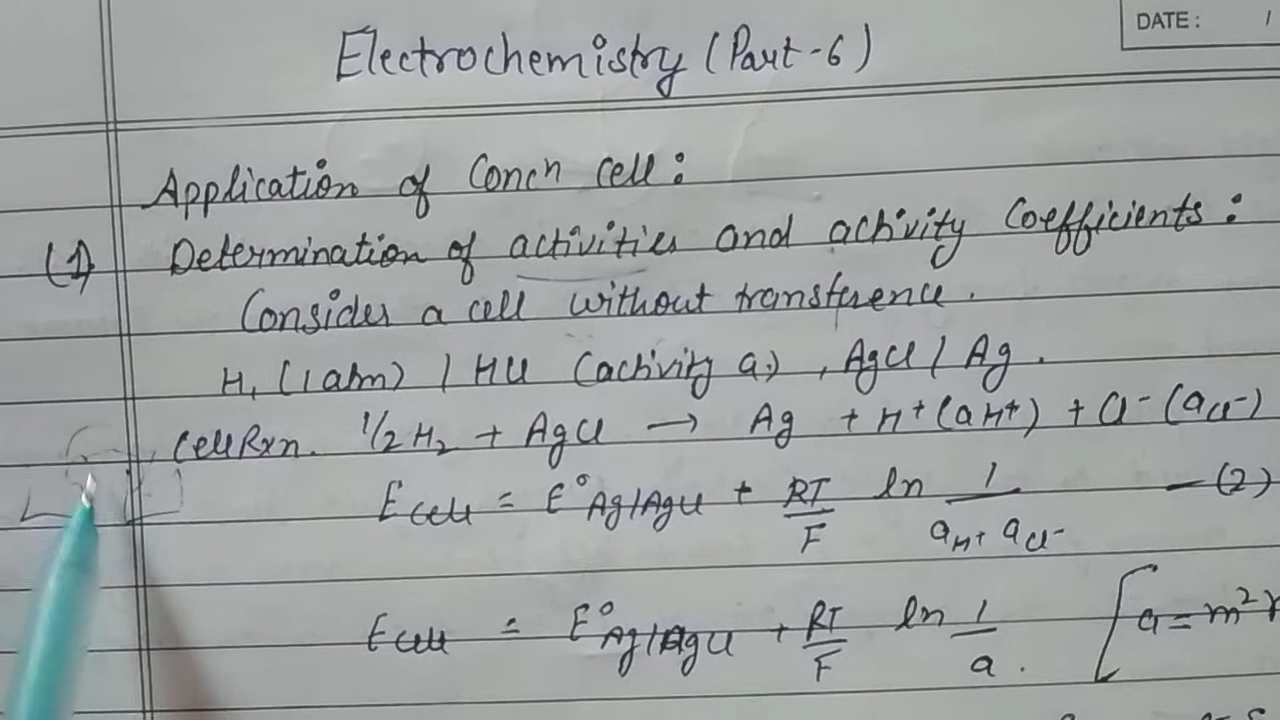 DATE: /
Electrochemistry (Part-6)
Application of Concn cell:
(1) Determination of activities and activity Coefficients:
Consider a cell without transference.
H₂ (1 atm) / HCl (activity a), AgCl / Ag.
Cell Rxn. 1/2 H₂ + AgCl → Ag + H⁺ (aH⁺) + Cl⁻ (aCl⁻)
Ecell = E° Ag/AgCl + RT/F ln 1/aH⁺ aCl⁻ —(2)
Ecell = E° Ag/AgCl + RT/F ln 1/a. [a = m²